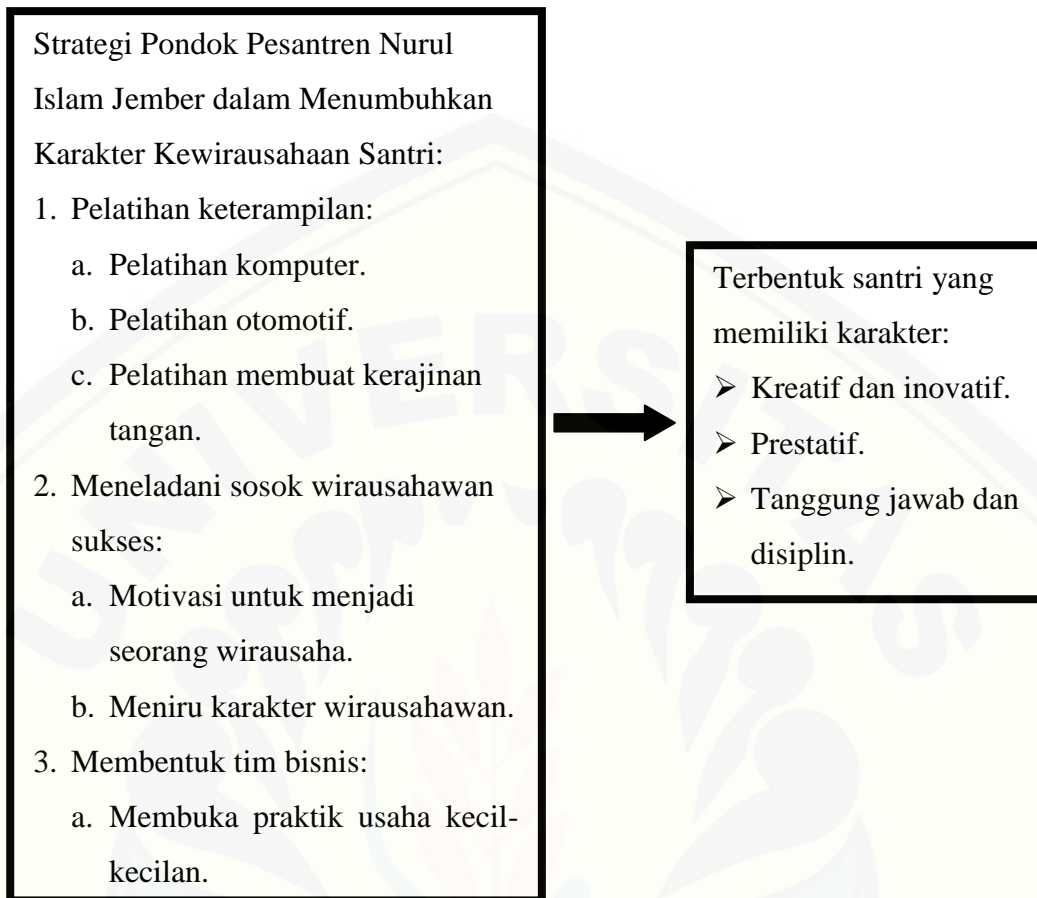 Strategi Pondok Pesantren Nurul
Islam Jember dalam Menumbuhkan
Karakter Kewirausahaan Santri:
1. Pelatihan keterampilan:
a. Pelatihan komputer.
b. Pelatihan otomotif.
c. Pelatihan membuat kerajinan
tangan.
2. Meneladani sosok wirausahawan
sukses:
a. Motivasi untuk menjadi
seorang wirausaha.
b. Meniru karakter wirausahawan.
3. Membentuk tim bisnis:
a. Membuka praktik usaha kecil-
kecilan.
Terbentuk santri yang
memiliki karakter:
➢ Kreatif dan inovatif.
➢ Prestatif.
➢ Tanggung jawab dan
disiplin.
UNIVERSITAS